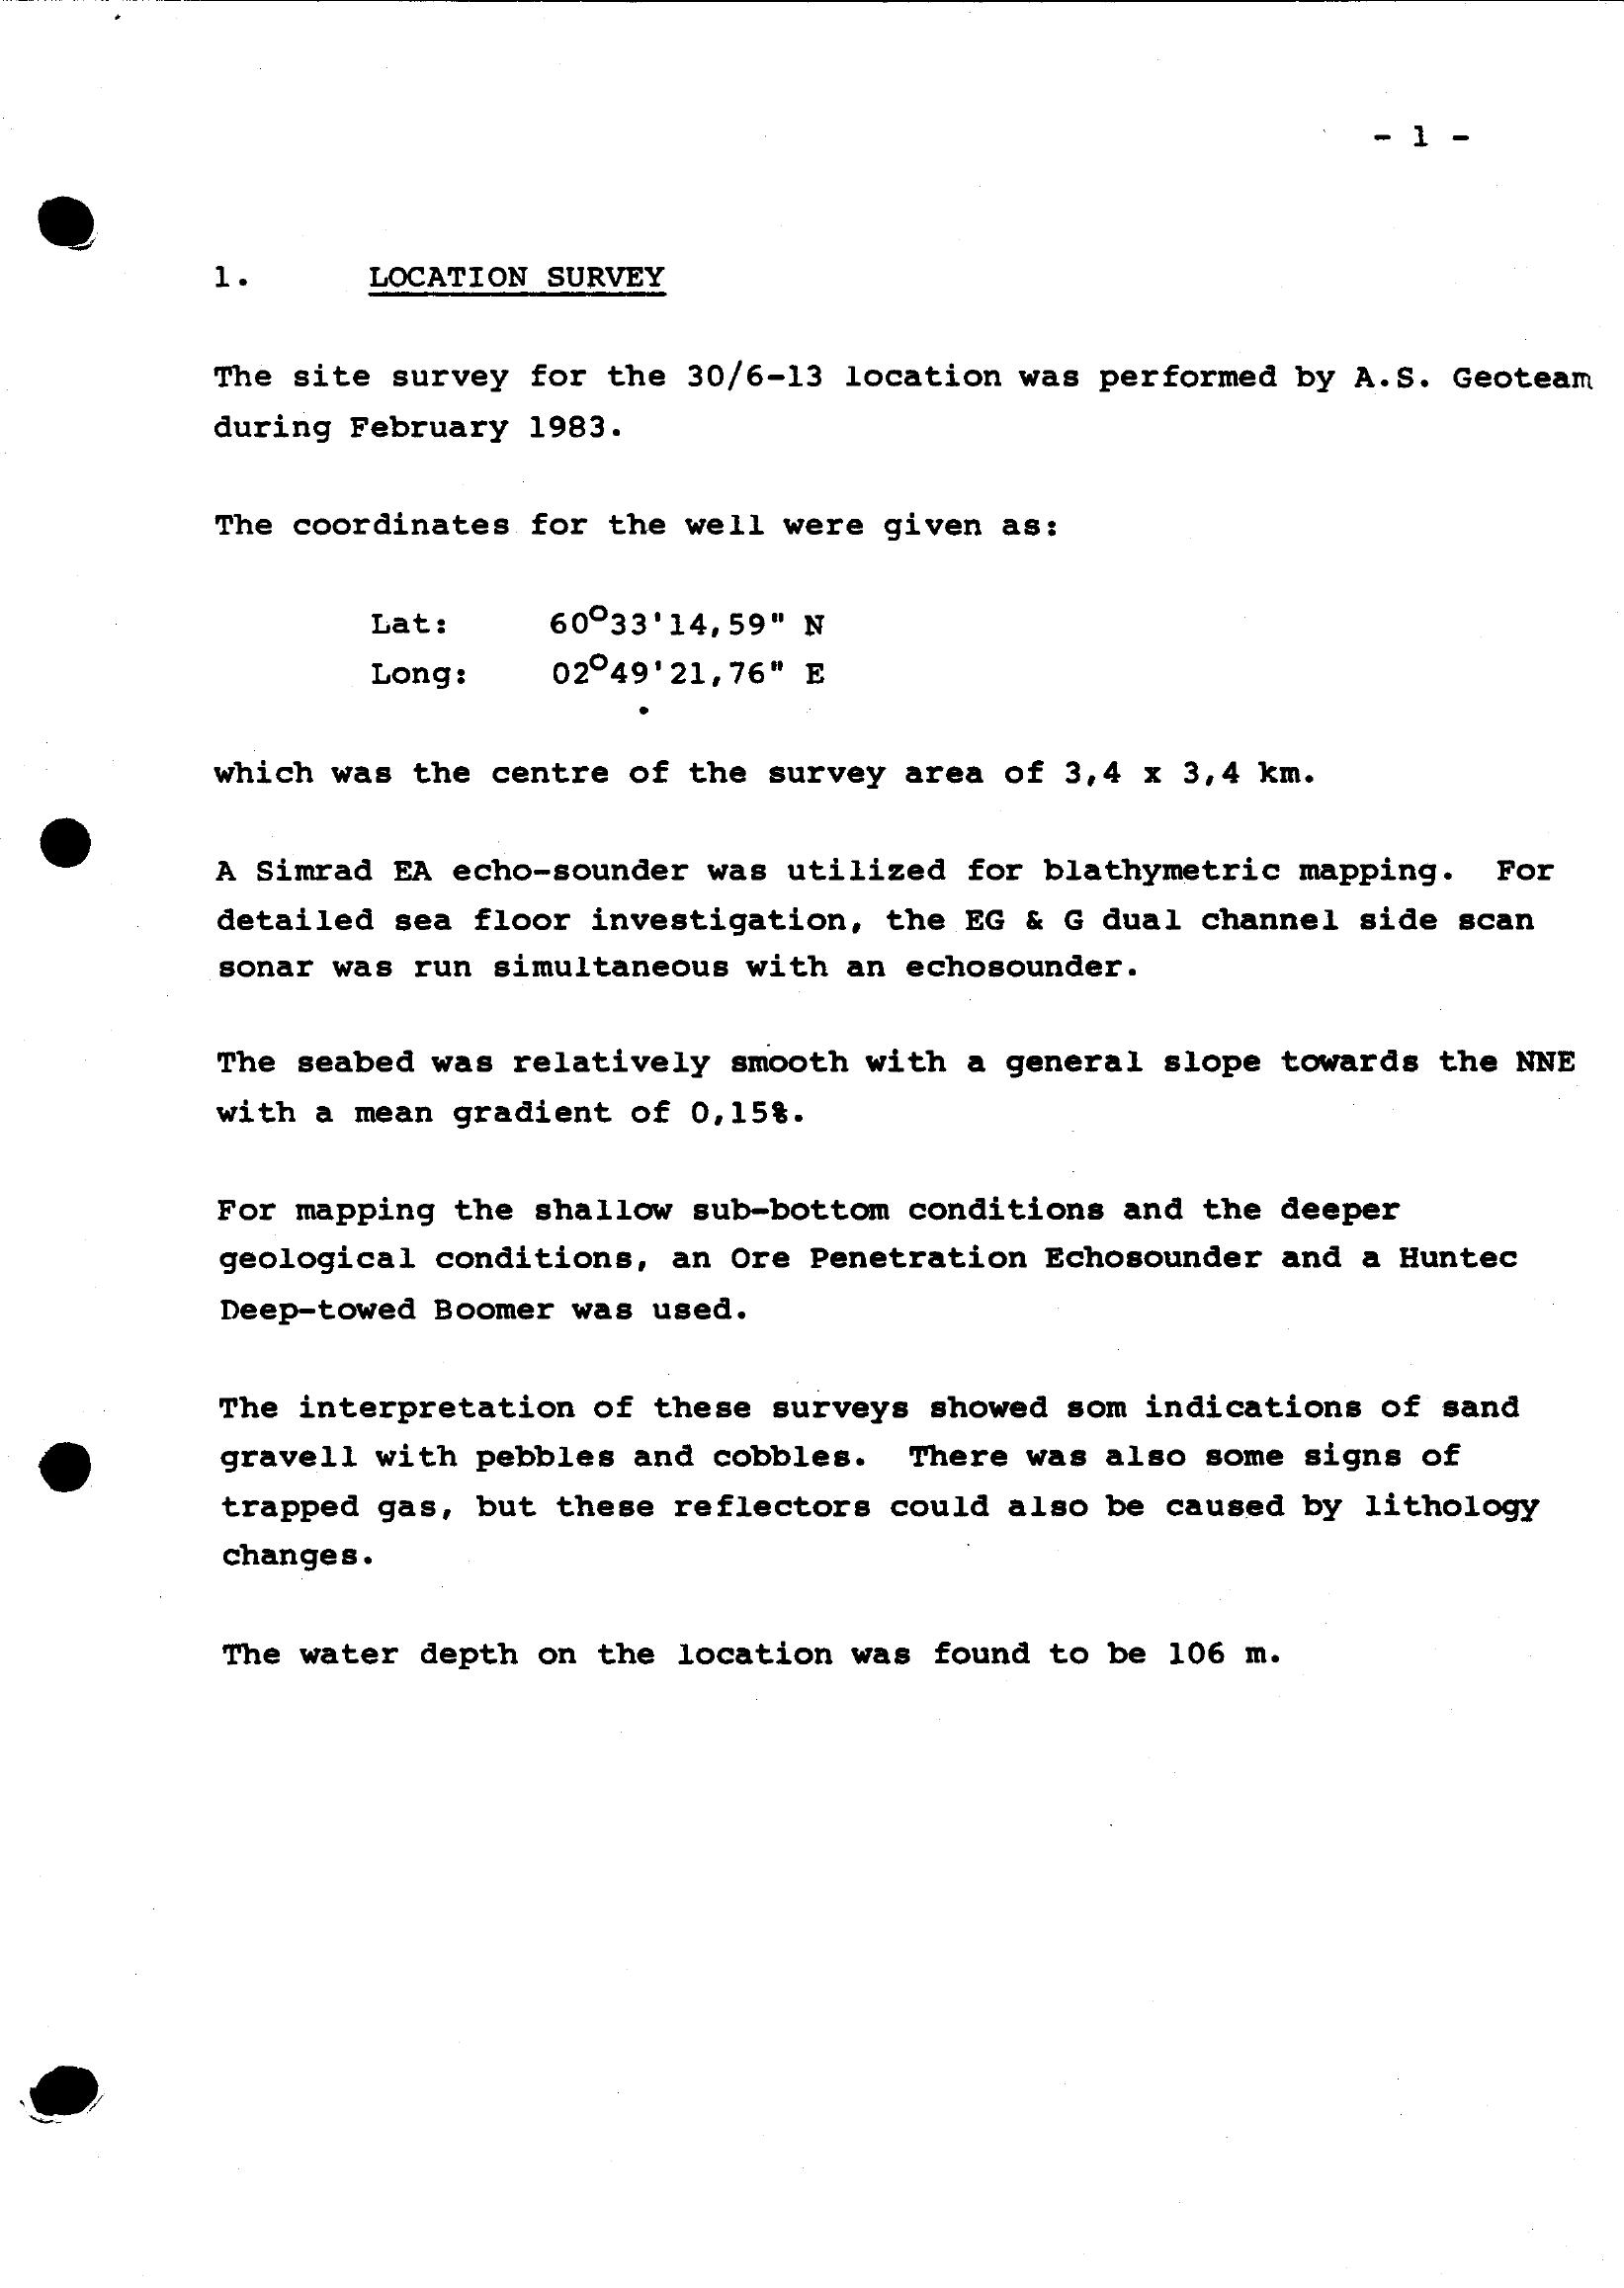 - 1 -
1. LOCATION SURVEY
The site survey for the 30/6-13 location was performed by A.S. Geoteam
during February 1983.
The coordinates for the well were given as:
Lat: 60°33'14,59" N
Long: 02°49'21,76" E
which was the centre of the survey area of 3,4 x 3,4 km.
A Simrad EA echo-sounder was utilized for blathymetric mapping. For
detailed sea floor investigation, the EG & G dual channel side scan
sonar was run simultaneous with an echosounder.
The seabed was relatively smooth with a general slope towards the NNE
with a mean gradient of 0,15%.
For mapping the shallow sub-bottom conditions and the deeper
geological conditions, an Ore Penetration Echosounder and a Huntec
Deep-towed Boomer was used.
The interpretation of these surveys showed som indications of sand
gravell with pebbles and cobbles. There was also some signs of
trapped gas, but these reflectors could also be caused by lithology
changes.
The water depth on the location was found to be 106 m.